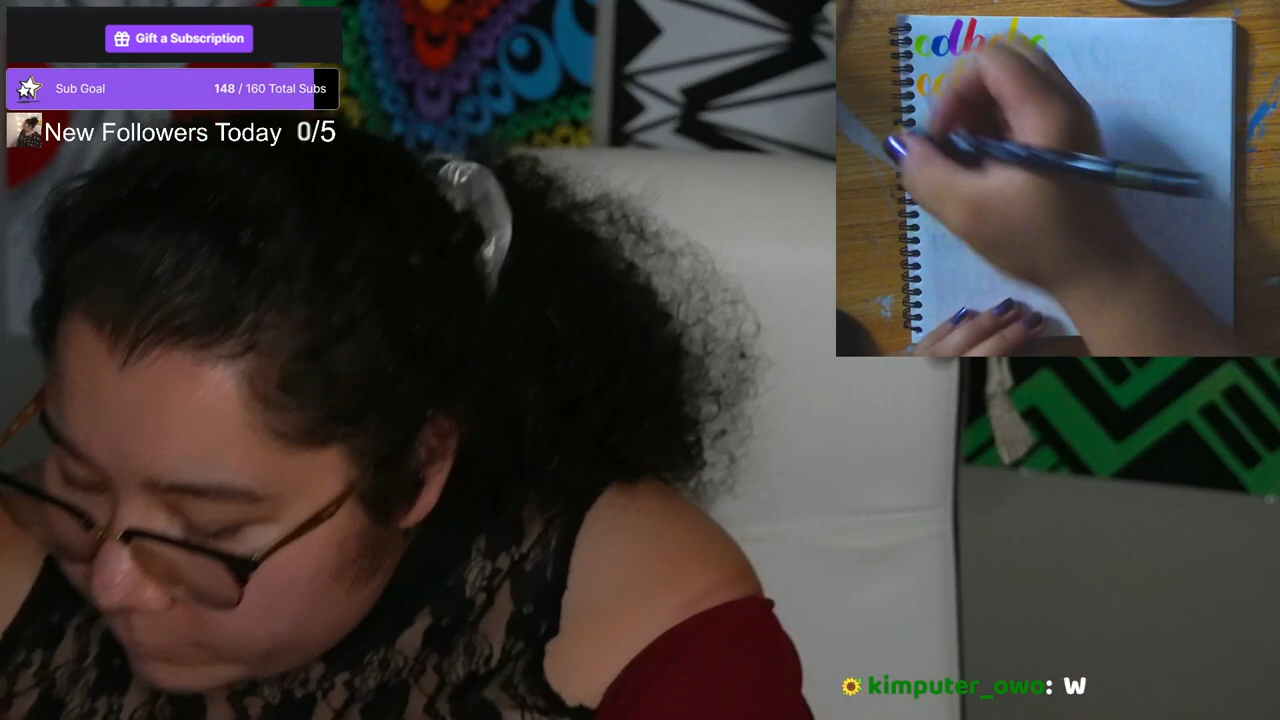 Gift a Subscription
Sub Goal 148 / 160 Total Subs
New Followers Today 0/5
kimputer_owo: W